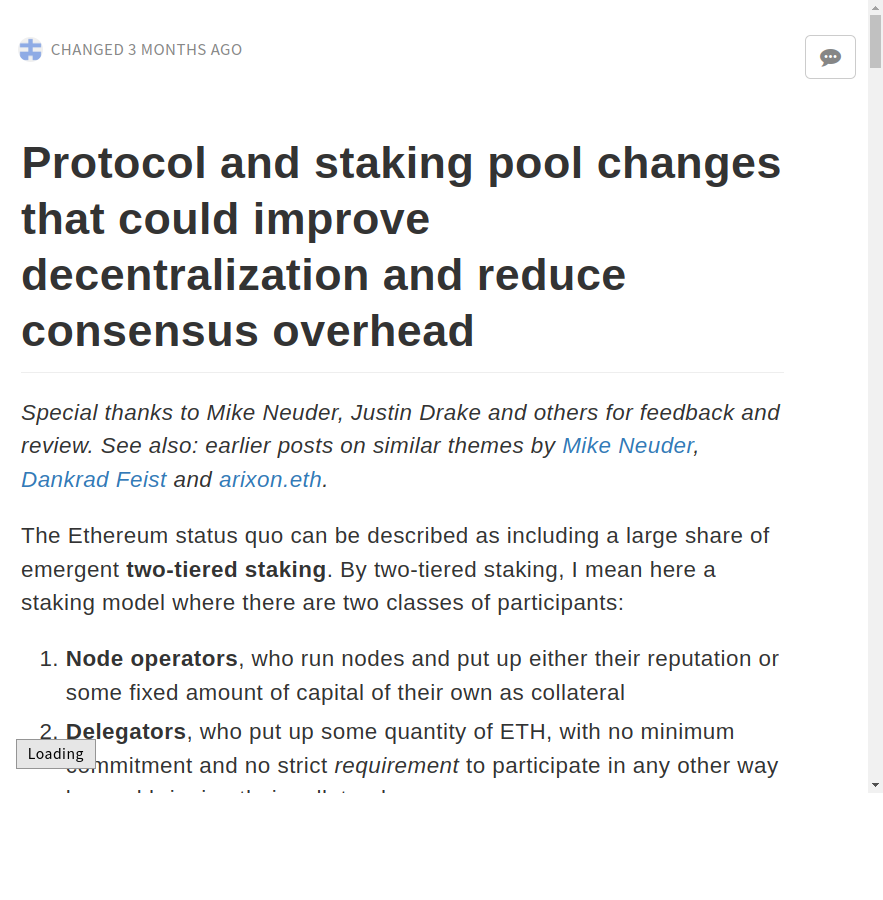 CHANGED 3 MONTHS AGO
Protocol and staking pool changes
that could improve
decentralization and reduce
consensus overhead
Special thanks to Mike Neuder, Justin Drake and others for feedback and
review. See also: earlier posts on similar themes by Mike Neuder,
Dankrad Feist and arixon.eth.
The Ethereum status quo can be described as including a large share of
emergent two-tiered staking. By two-tiered staking, I mean here a
staking model where there are two classes of participants:
1. Node operators, who run nodes and put up either their reputation or
some fixed amount of capital of their own as collateral
2. Delegators, who put up some quantity of ETH, with no minimum
commitment and no strict requirement to participate in any other way
Loading